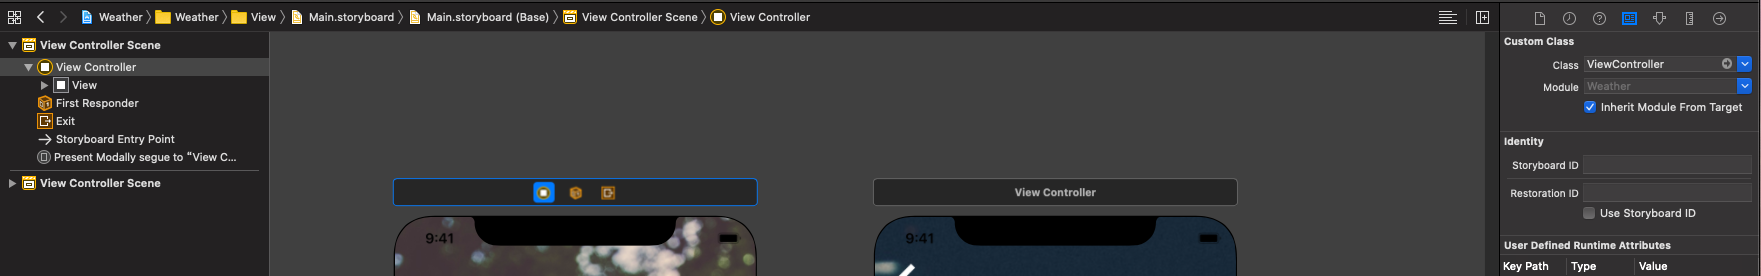 Weather Weather View Main.storyboard Main.storyboard (Base) View Controller Scene View Controller
View Controller Scene
View Controller
View
First Responder
Exit
Storyboard Entry Point
Present Modally segue to “View C...
View Controller Scene
View Controller
9:41
9:41
Custom Class
Class ViewController
Module Weather
Inherit Module From Target
Identity
Storyboard ID
Restoration ID
Use Storyboard ID
User Defined Runtime Attributes
Key Path Type Value